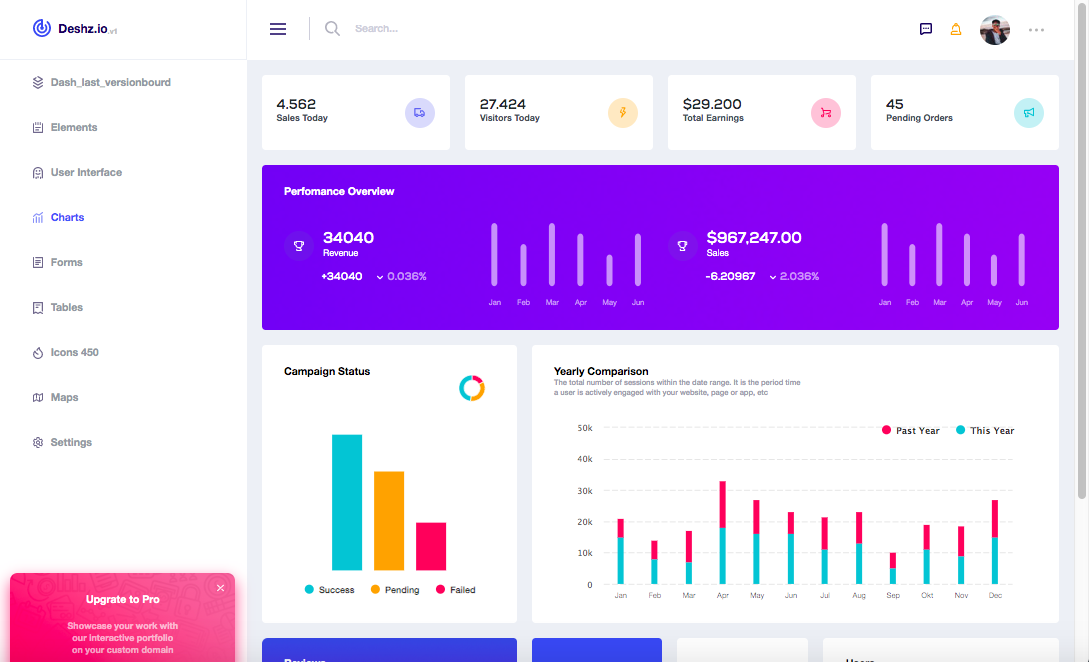 Deshz.io.v1
Search...
Dash_last_versionbourd
Elements
User Interface
Charts
Forms
Tables
Icons 450
Maps
Settings
Upgrade to Pro
Showcase your work with
our Interactive portfolio
on your custom domain
4.562
Sales Today
27.424
Visitors Today
$29.200
Total Earnings
45
Pending Orders
Perfomance Overview
34040
Revenue
+34040 0.036%
Jan Feb Mar Apr May Jun
$967,247.00
Sales
-6.20967 2.036%
Jan Feb Mar Apr May Jun
Campaign Status
Success Pending Failed
Yearly Comparison
The total number of sessions within the date range. It is the period time
a user is actively engaged with your website, page or app, etc
Past Year This Year
50k
40k
30k
20k
10k
0
Jan Feb Mar Apr May Jun Jul Aug Sep Okt Nov Dec